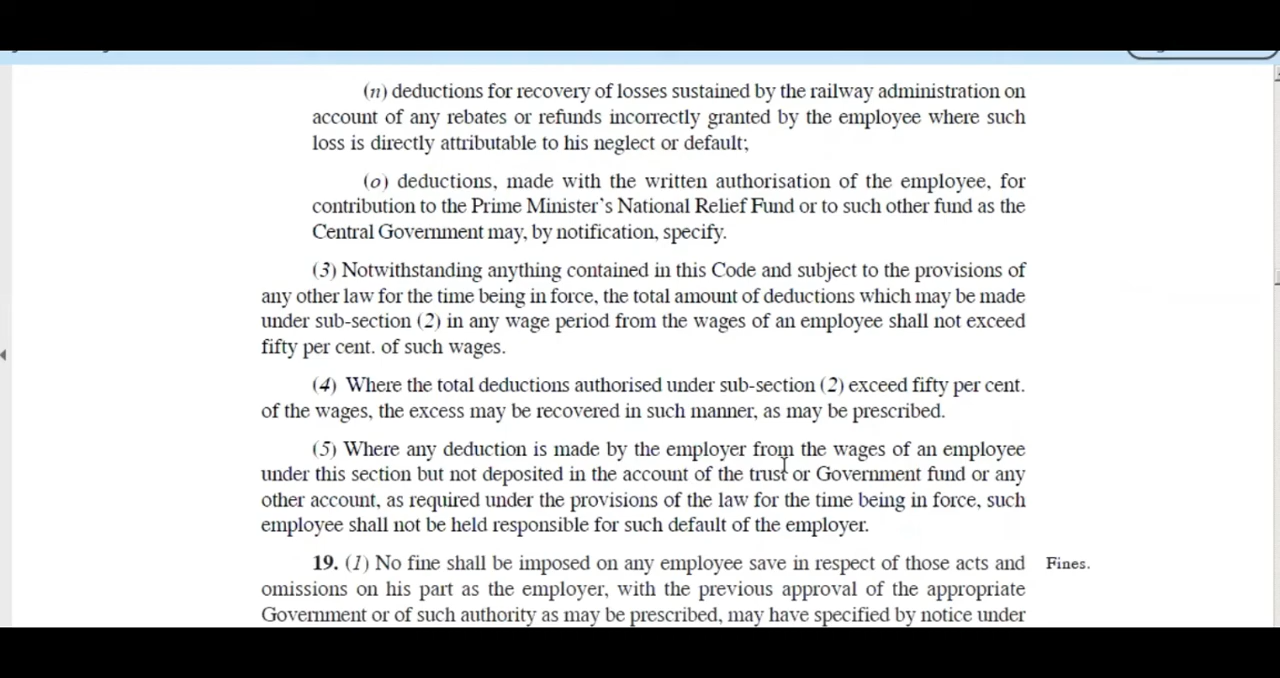 (n) deductions for recovery of losses sustained by the railway administration on
account of any rebates or refunds incorrectly granted by the employee where such
loss is directly attributable to his neglect or default;
(o) deductions, made with the written authorisation of the employee, for
contribution to the Prime Minister's National Relief Fund or to such other fund as the
Central Government may, by notification, specify.
(3) Notwithstanding anything contained in this Code and subject to the provisions of
any other law for the time being in force, the total amount of deductions which may be made
under sub-section (2) in any wage period from the wages of an employee shall not exceed
fifty per cent. of such wages.
(4) Where the total deductions authorised under sub-section (2) exceed fifty per cent.
of the wages, the excess may be recovered in such manner, as may be prescribed.
(5) Where any deduction is made by the employer from the wages of an employee
under this section but not deposited in the account of the trust or Government fund or any
other account, as required under the provisions of the law for the time being in force, such
employee shall not be held responsible for such default of the employer.
19. (1) No fine shall be imposed on any employee save in respect of those acts and Fines.
omissions on his part as the employer, with the previous approval of the appropriate
Government or of such authority as may be prescribed, may have specified by notice under